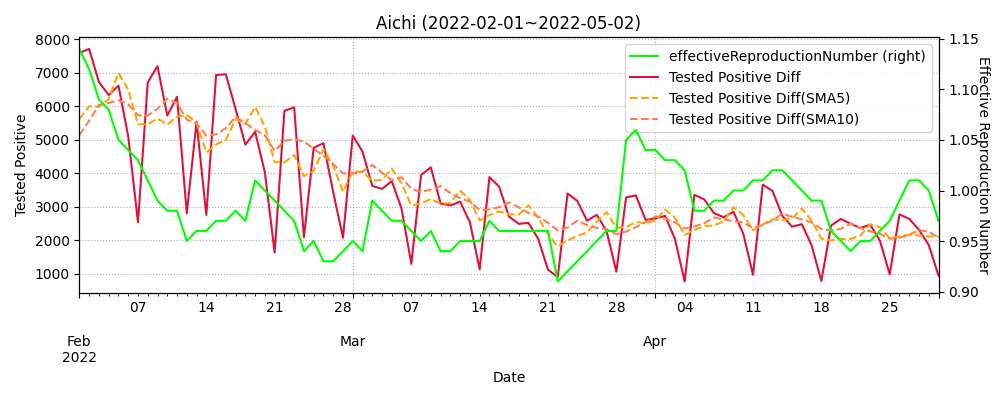 Aichi (2022-02-01~2022-05-02)
Tested Positive
8000
7000
6000
5000
4000
3000
2000
1000
effectiveReproductionNumber (right)
Tested Positive Diff
Tested Positive Diff(SMA5)
Tested Positive Diff(SMA10)
1.15
1.10
1.05
1.00
0.95
0.90
Effective Reproduction Number
07 14 21 28 07 14 21 28 04 11 18 25
Feb Mar Apr
2022
Date